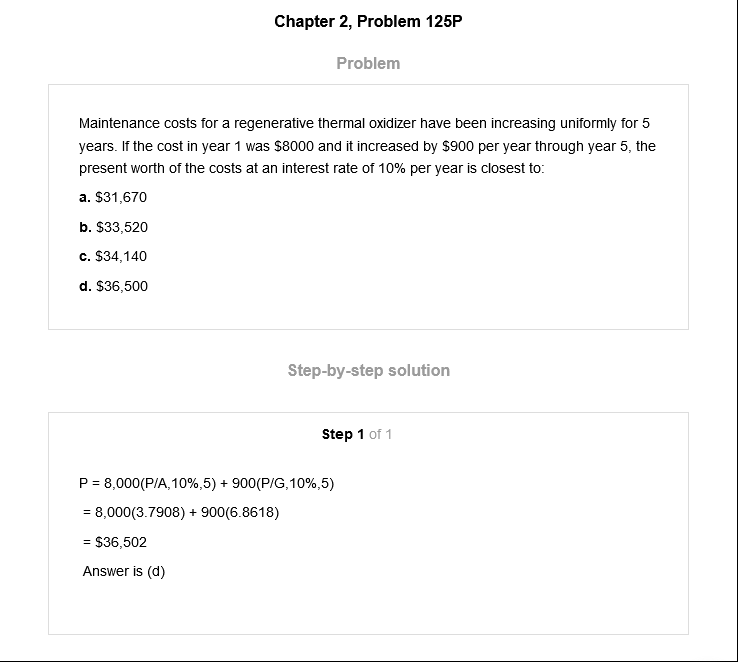 Chapter 2, Problem 125P
Problem
Maintenance costs for a regenerative thermal oxidizer have been increasing uniformly for 5
years. If the cost in year 1 was $8000 and it increased by $900 per year through year 5, the
present worth of the costs at an interest rate of 10% per year is closest to:
a. $31,670
b. $33,520
c. $34,140
d. $36,500
Step-by-step solution
Step 1 of 1
P = 8,000(P/A,10%,5) + 900(P/G,10%,5)
= 8,000(3.7908) + 900(6.8618)
= $36,502
Answer is (d)